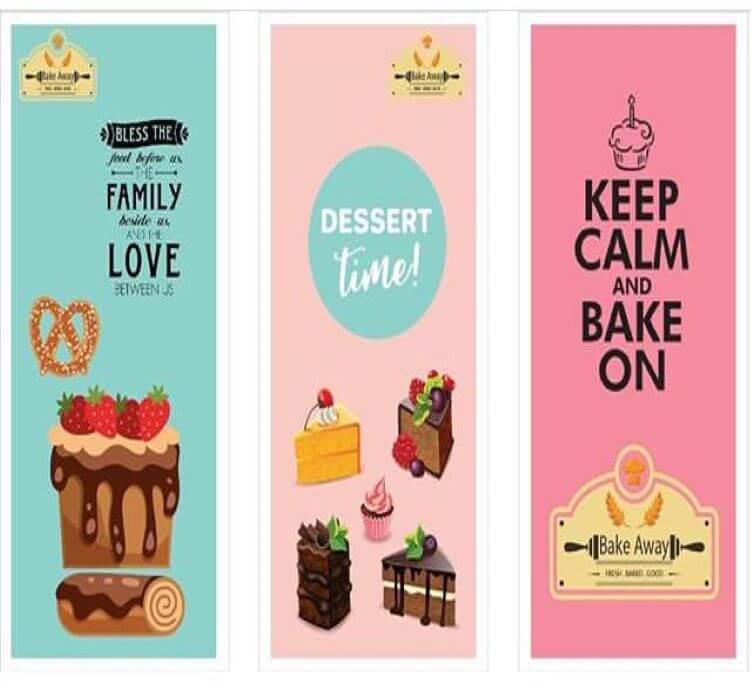 Bake Away
BLESS THE
food before us,
THE
FAMILY
beside us,
AND THE
LOVE
BETWEEN US
Bake Away
DESSERT
time!
KEEP
CALM
AND
BAKE
ON
Bake Away
FRESH . BAKED . GOOD